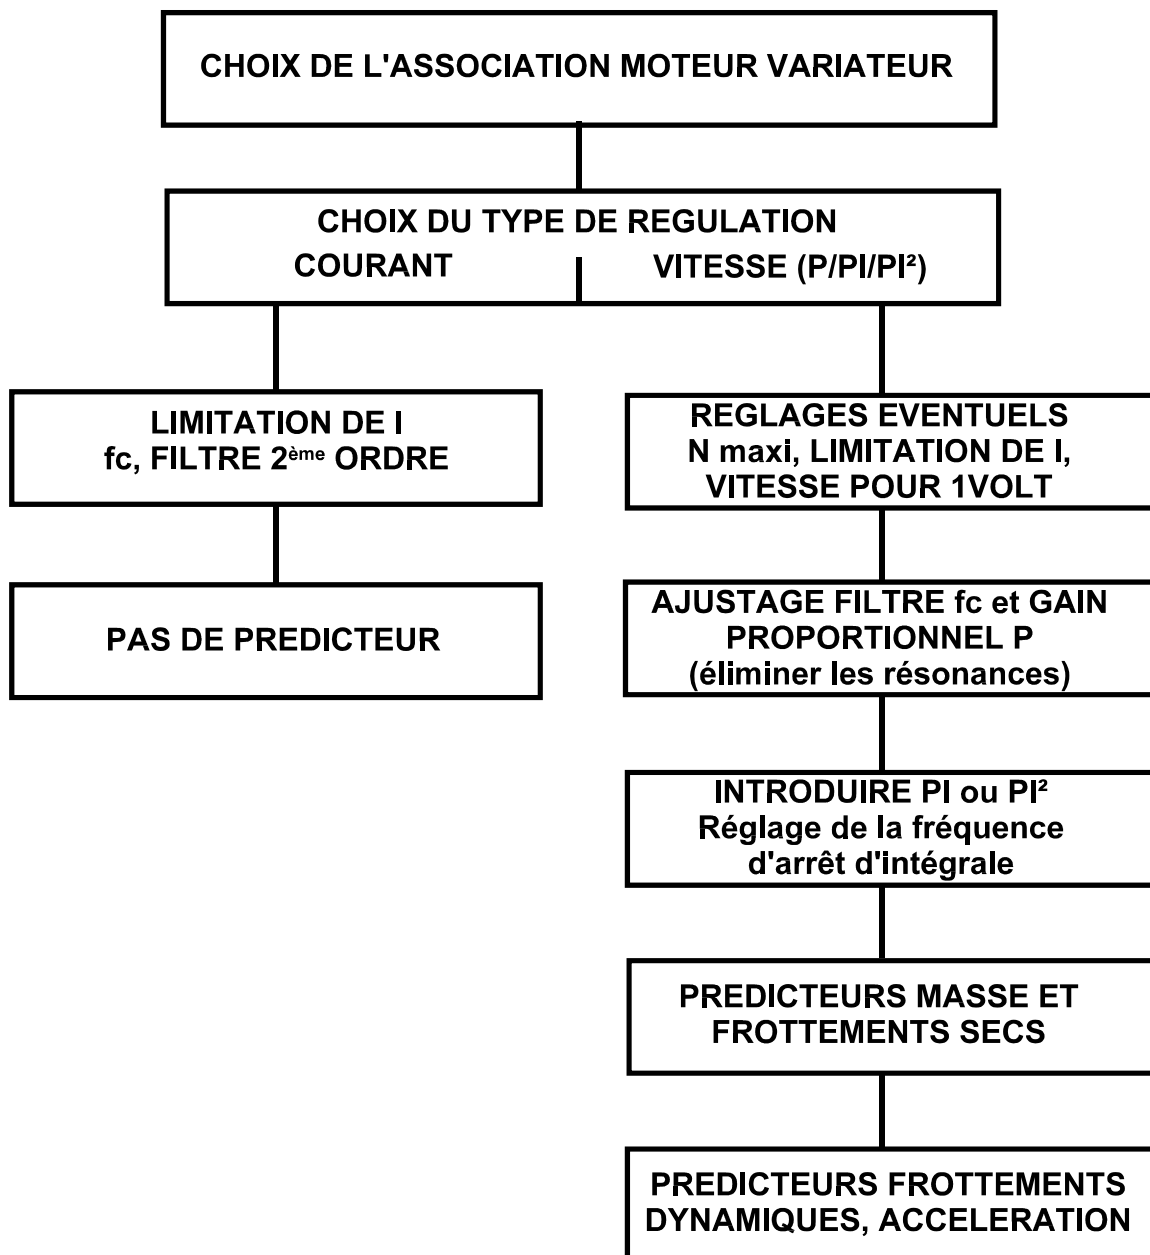 CHOIX DE L'ASSOCIATION MOTEUR VARIATEUR
CHOIX DU TYPE DE REGULATION
COURANT
VITESSE (P/PI/PI²)
LIMITATION DE I
fc, FILTRE 2ème ORDRE
PAS DE PREDICTEUR
REGLAGES EVENTUELS
N maxi, LIMITATION DE I,
VITESSE POUR 1VOLT
AJUSTAGE FILTRE fc et GAIN
PROPORTIONNEL P
(éliminer les résonances)
INTRODUIRE PI ou PI²
Réglage de la fréquence
d'arrêt d'intégrale
PREDICTEURS MASSE ET
FROTTEMENTS SECS
PREDICTEURS FROTTEMENTS
DYNAMIQUES, ACCELERATION